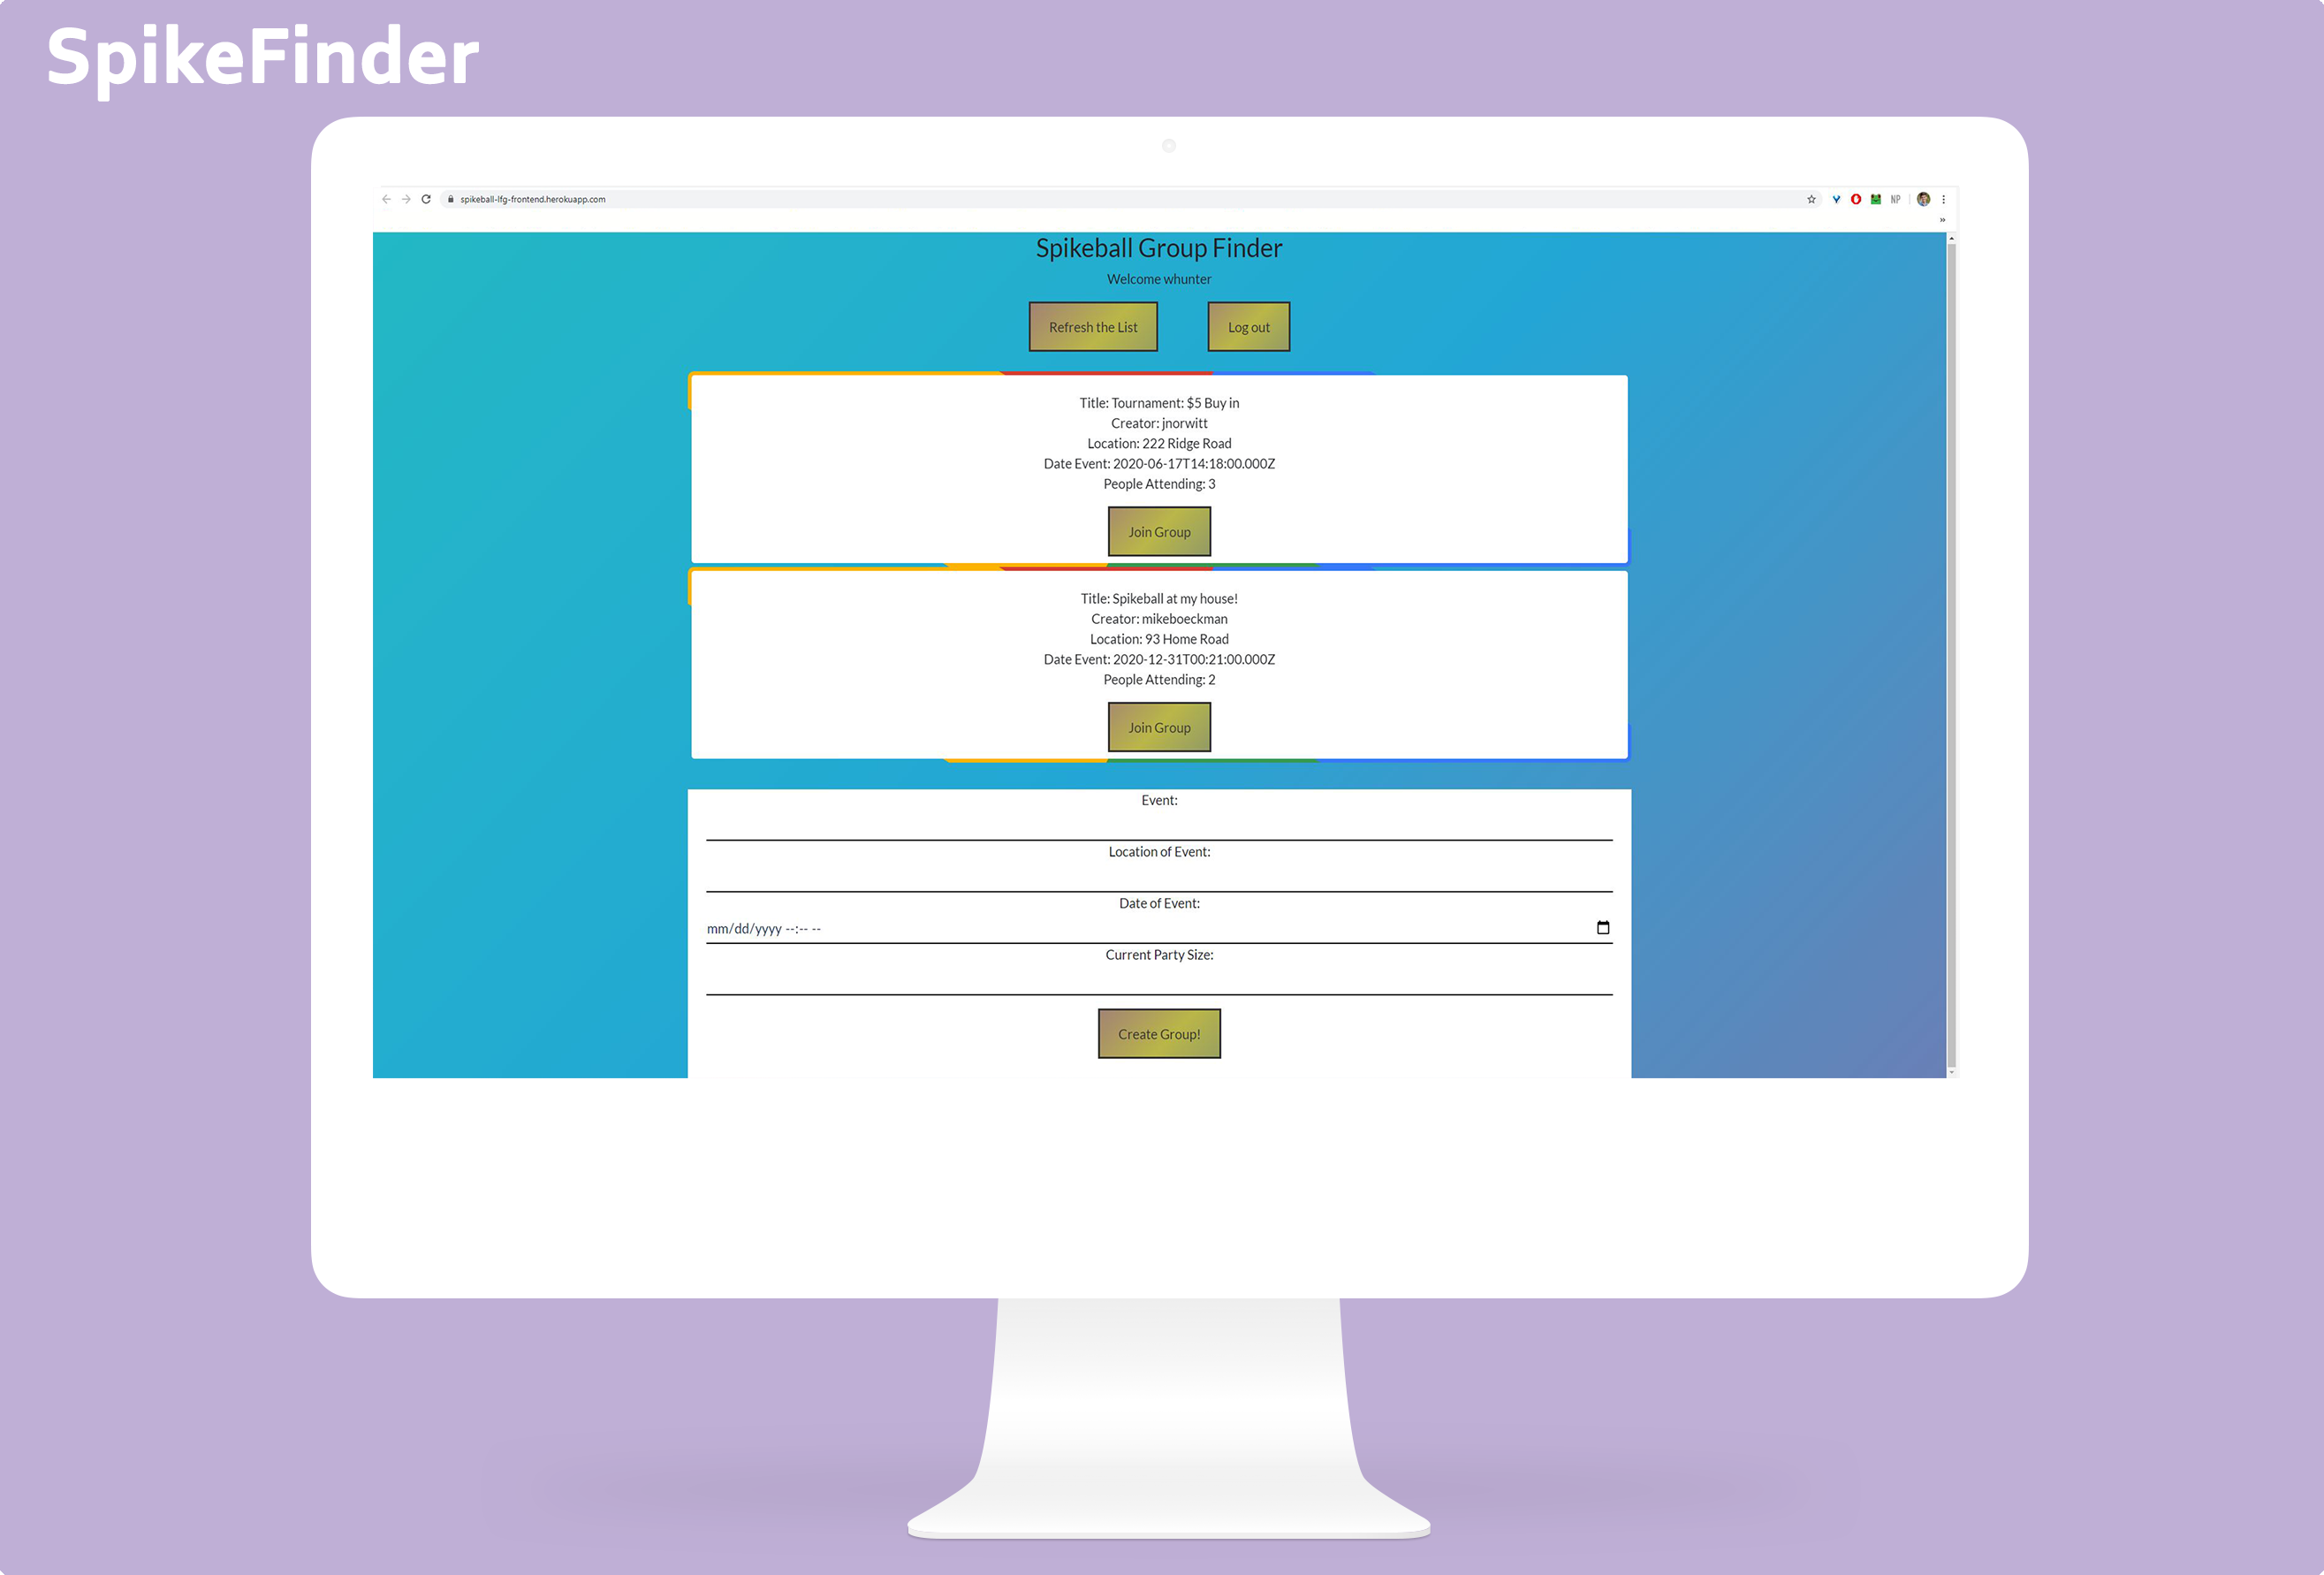 SpikeFinder
spikeball-lfg-frontend.herokuapp.com
NP
»
Spikeball Group Finder
Welcome whunter
Refresh the List
Log out
Title: Tournament: $5 Buy in
Creator: jnorwitt
Location: 222 Ridge Road
Date Event: 2020-06-17T14:18:00.000Z
People Attending: 3
Join Group
Title: Spikeball at my house!
Creator: mikeboeckman
Location: 93 Home Road
Date Event: 2020-12-31T00:21:00.000Z
People Attending: 2
Join Group
Event:
Location of Event:
Date of Event:
mm/dd/yyyy --:-- --
Current Party Size:
Create Group!